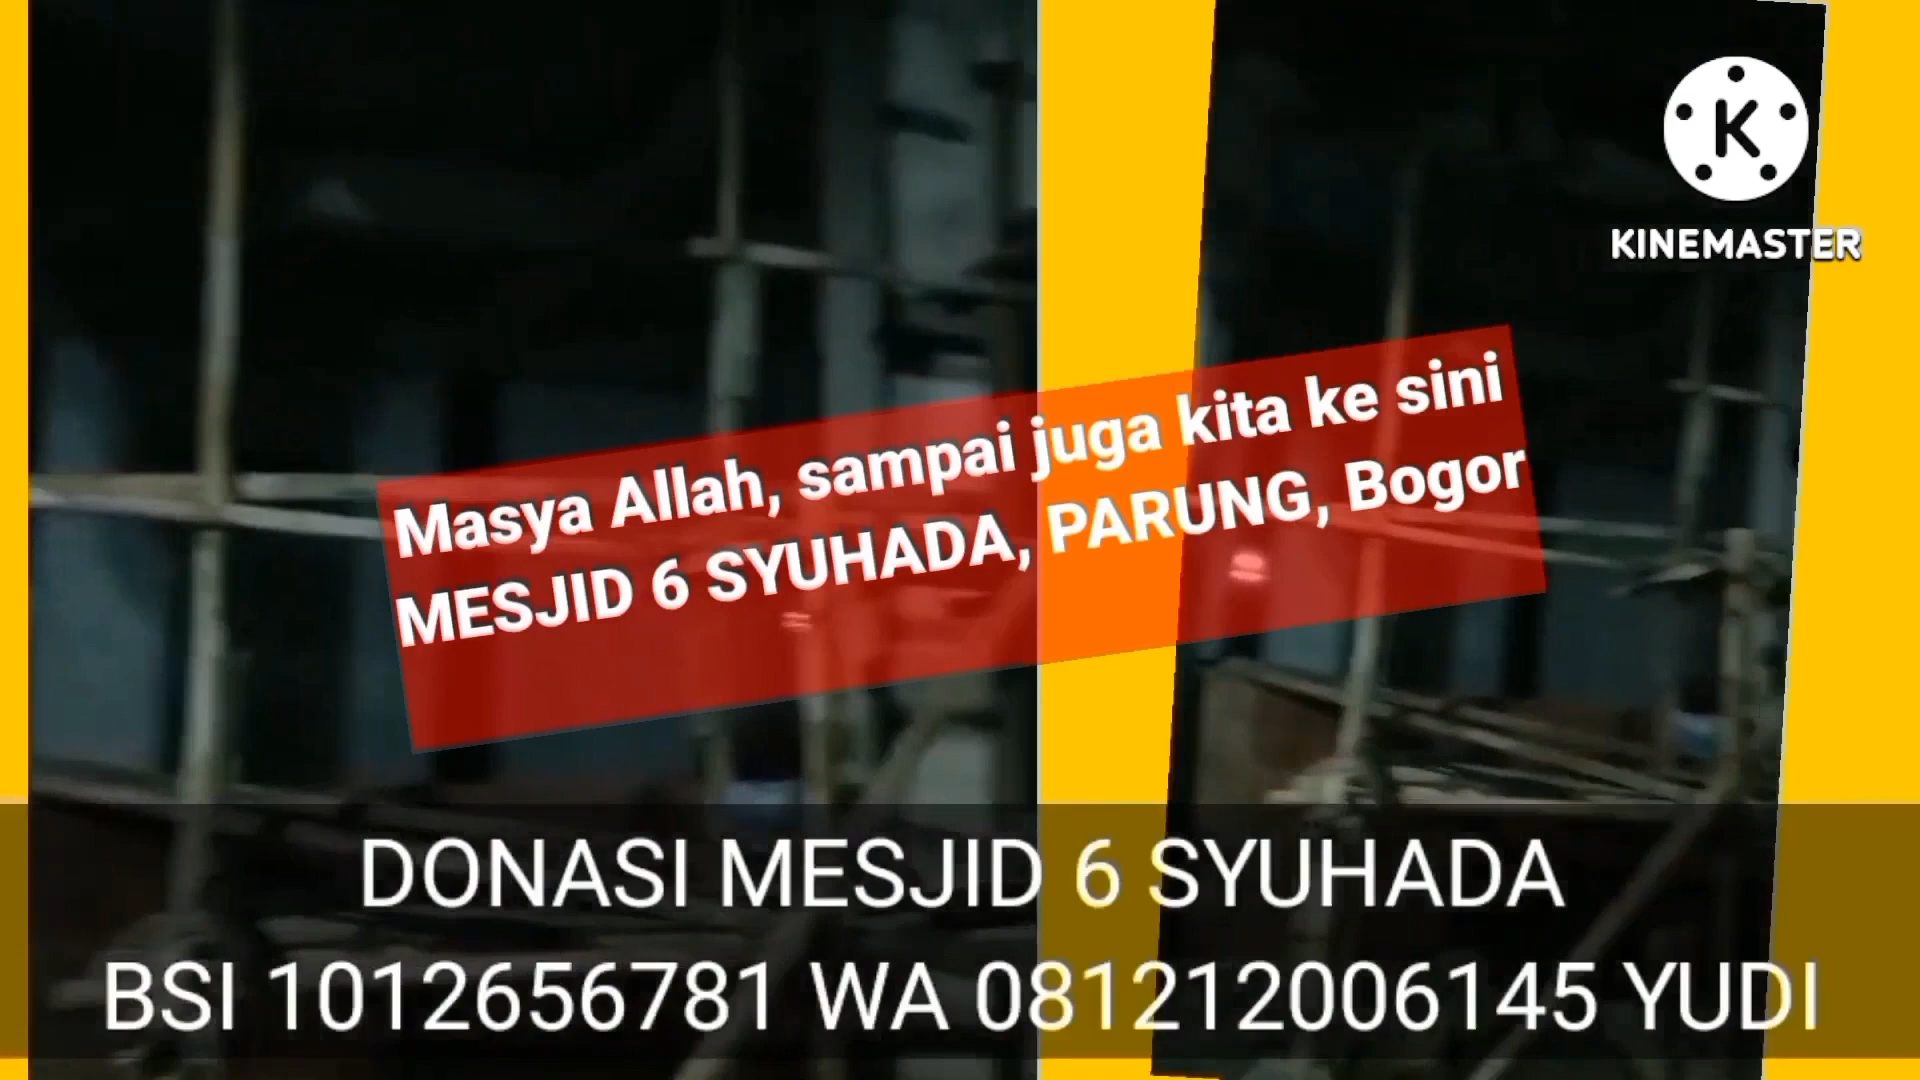 K
KINEMASTER
Masya Allah, sampai juga kita ke sini
MESJID 6 SYUHADA, PARUNG, Bogor
DONASI MESJID 6 SYUHADA
BSI 1012656781 WA 081212006145 YUDI